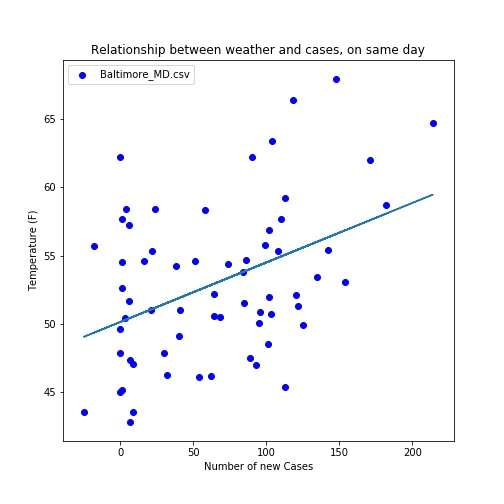 Relationship between weather and cases, on same day
Baltimore_MD.csv
65
60
55
50
45
Temperature (F)
0
50
100
150
200
Number of new Cases